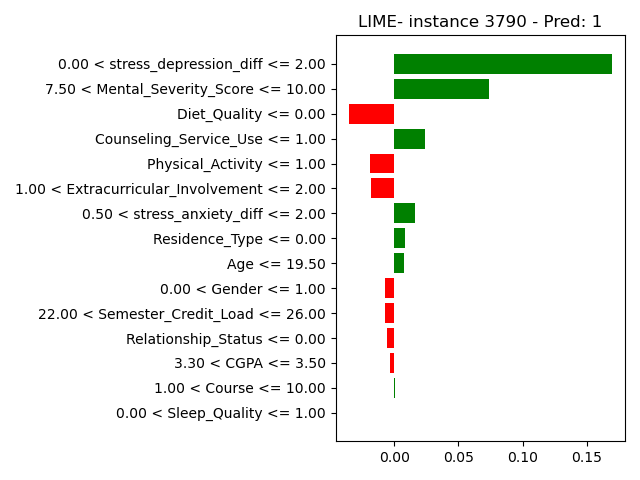 LIME- instance 3790 - Pred: 1
0.00 < stress_depression_diff <= 2.00
7.50 < Mental_Severity_Score <= 10.00
Diet_Quality <= 0.00
Counseling_Service_Use <= 1.00
Physical_Activity <= 1.00
1.00 < Extracurricular_Involvement <= 2.00
0.50 < stress_anxiety_diff <= 2.00
Residence_Type <= 0.00
Age <= 19.50
0.00 < Gender <= 1.00
22.00 < Semester_Credit_Load <= 26.00
Relationship_Status <= 0.00
3.30 < CGPA <= 3.50
1.00 < Course <= 10.00
0.00 < Sleep_Quality <= 1.00
0.00 0.05 0.10 0.15